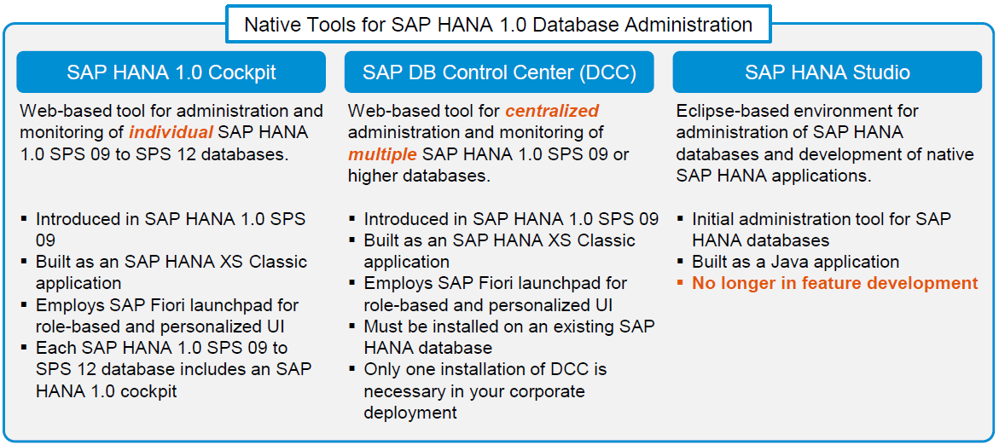 Native Tools for SAP HANA 1.0 Database Administration
SAP HANA 1.0 Cockpit
Web-based tool for administration and
monitoring of individual SAP HANA
1.0 SPS 09 to SPS 12 databases.
▪ Introduced in SAP HANA 1.0 SPS
09
▪ Built as an SAP HANA XS Classic
application
▪ Employs SAP Fiori launchpad for
role-based and personalized UI
▪ Each SAP HANA 1.0 SPS 09 to
SPS 12 database includes an SAP
HANA 1.0 cockpit
SAP DB Control Center (DCC)
Web-based tool for centralized
administration and monitoring of
multiple SAP HANA 1.0 SPS 09 or
higher databases.
▪ Introduced in SAP HANA 1.0 SPS 09
▪ Built as an SAP HANA XS Classic
application
▪ Employs SAP Fiori launchpad for
role-based and personalized UI
▪ Must be installed on an existing SAP
HANA database
▪ Only one installation of DCC is
necessary in your corporate
deployment
SAP HANA Studio
Eclipse-based environment for
administration of SAP HANA
databases and development of native
SAP HANA applications.
▪ Initial administration tool for SAP
HANA databases
▪ Built as a Java application
▪ No longer in feature development